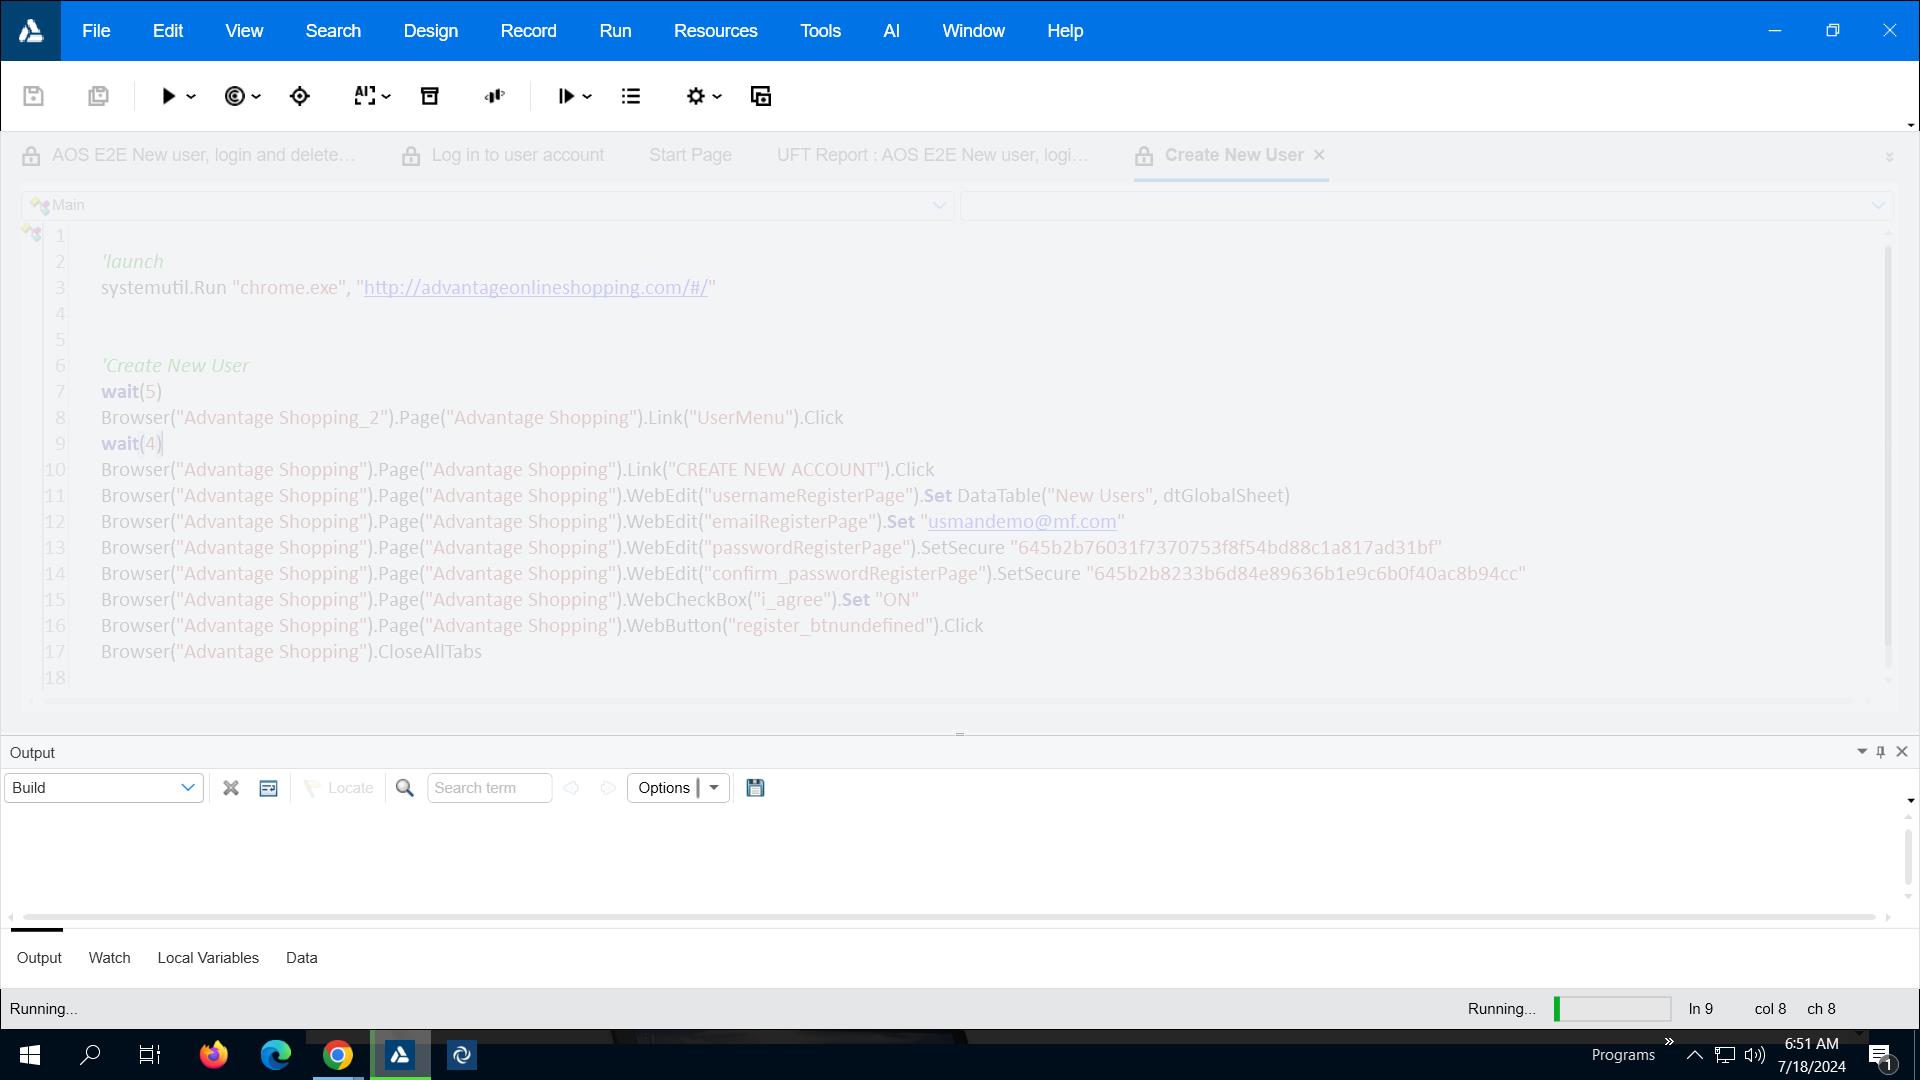 File Edit View Search Design Record Run Resources Tools AI Window Help
AI
AOS E2E New user, login and delete... Log in to user account Start Page UFT Report : AOS E2E New user, logi... Create New User
Main
1
2 'launch
3 systemutil.Run "chrome.exe", "http://advantageonlineshopping.com/#/"
4
5
6 'Create New User
7 wait(5)
8 Browser("Advantage Shopping_2").Page("Advantage Shopping").Link("UserMenu").Click
9 wait(4)
10 Browser("Advantage Shopping").Page("Advantage Shopping").Link("CREATE NEW ACCOUNT").Click
11 Browser("Advantage Shopping").Page("Advantage Shopping").WebEdit("usernameRegisterPage").Set DataTable("New Users", dtGlobalSheet)
12 Browser("Advantage Shopping").Page("Advantage Shopping").WebEdit("emailRegisterPage").Set "usmandemo@mf.com"
13 Browser("Advantage Shopping").Page("Advantage Shopping").WebEdit("passwordRegisterPage").SetSecure "645b2b76031f7370753f8f54bd88c1a817ad31bf"
14 Browser("Advantage Shopping").Page("Advantage Shopping").WebEdit("confirm_passwordRegisterPage").SetSecure "645b2b8233b6d84e89636b1e9c6b0f40ac8b94cc"
15 Browser("Advantage Shopping").Page("Advantage Shopping").WebCheckBox("i_agree").Set "ON"
16 Browser("Advantage Shopping").Page("Advantage Shopping").WebButton("register_btnundefined").Click
17 Browser("Advantage Shopping").CloseAllTabs
18
Output
Build Locate Search term Options
Output Watch Local Variables Data
Running... Running... ln 9 col 8 ch 8
Programs 6:51 AM
7/18/2024 1